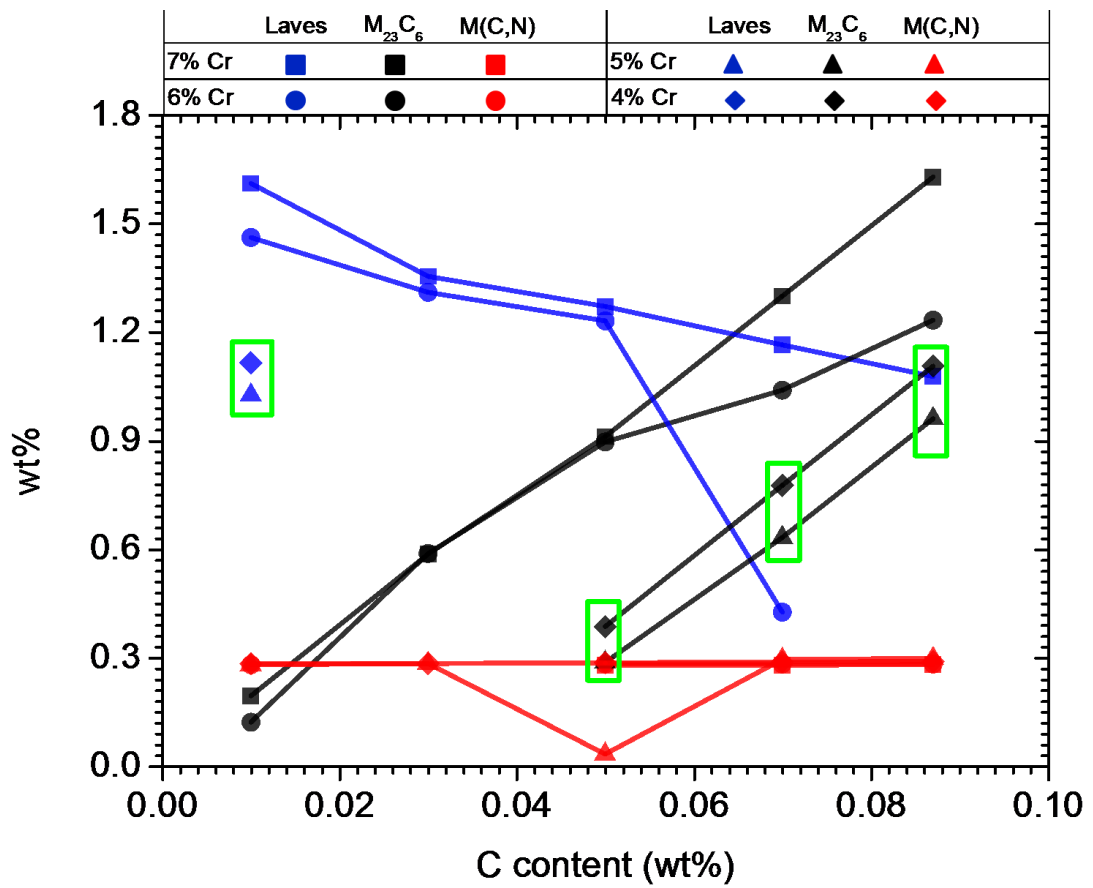 Laves M₂₃C₆ M(C,N) Laves M₂₃C₆ M(C,N)
7% Cr 5% Cr
6% Cr 4% Cr
1.8
1.5
1.2
0.9
0.6
0.3
0.0
wt%
0.00 0.02 0.04 0.06 0.08 0.10
C content (wt%)